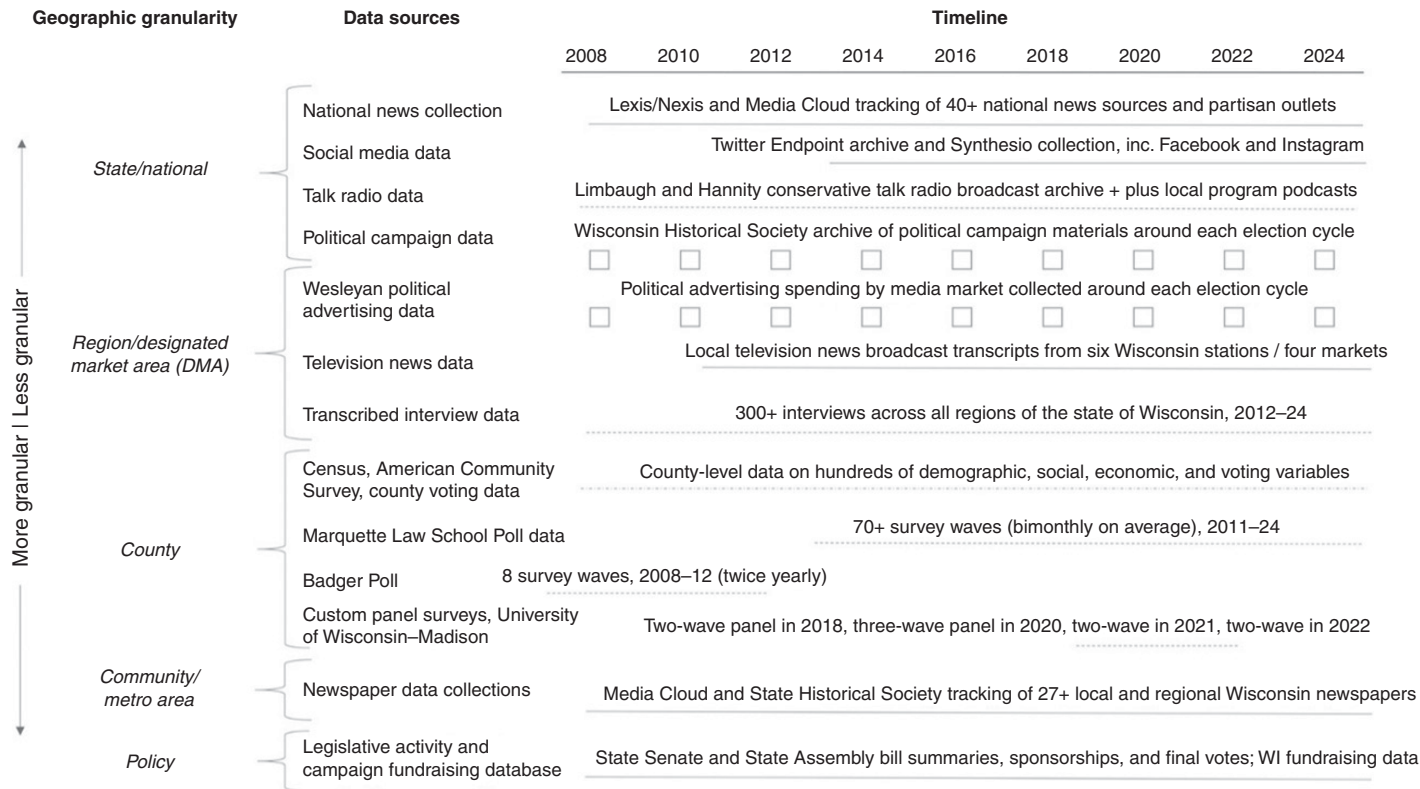 Geographic granularity
Data sources
Timeline
2008 2010 2012 2014 2016 2018 2020 2022 2024
More granular | Less granular
State/national
National news collection
Lexis/Nexis and Media Cloud tracking of 40+ national news sources and partisan outlets
Social media data
Twitter Endpoint archive and Synthesio collection, inc. Facebook and Instagram
Talk radio data
Limbaugh and Hannity conservative talk radio broadcast archive + plus local program podcasts
Political campaign data
Wisconsin Historical Society archive of political campaign materials around each election cycle
Region/designated
market area (DMA)
Wesleyan political
advertising data
Political advertising spending by media market collected around each election cycle
Television news data
Local television news broadcast transcripts from six Wisconsin stations / four markets
Transcribed interview data
300+ interviews across all regions of the state of Wisconsin, 2012–24
County
Census, American Community
Survey, county voting data
County-level data on hundreds of demographic, social, economic, and voting variables
Marquette Law School Poll data
70+ survey waves (bimonthly on average), 2011–24
Badger Poll
8 survey waves, 2008–12 (twice yearly)
Custom panel surveys, University
of Wisconsin–Madison
Two-wave panel in 2018, three-wave panel in 2020, two-wave in 2021, two-wave in 2022
Community/
metro area
Newspaper data collections
Media Cloud and State Historical Society tracking of 27+ local and regional Wisconsin newspapers
Policy
Legislative activity and
campaign fundraising database
State Senate and State Assembly bill summaries, sponsorships, and final votes; WI fundraising data